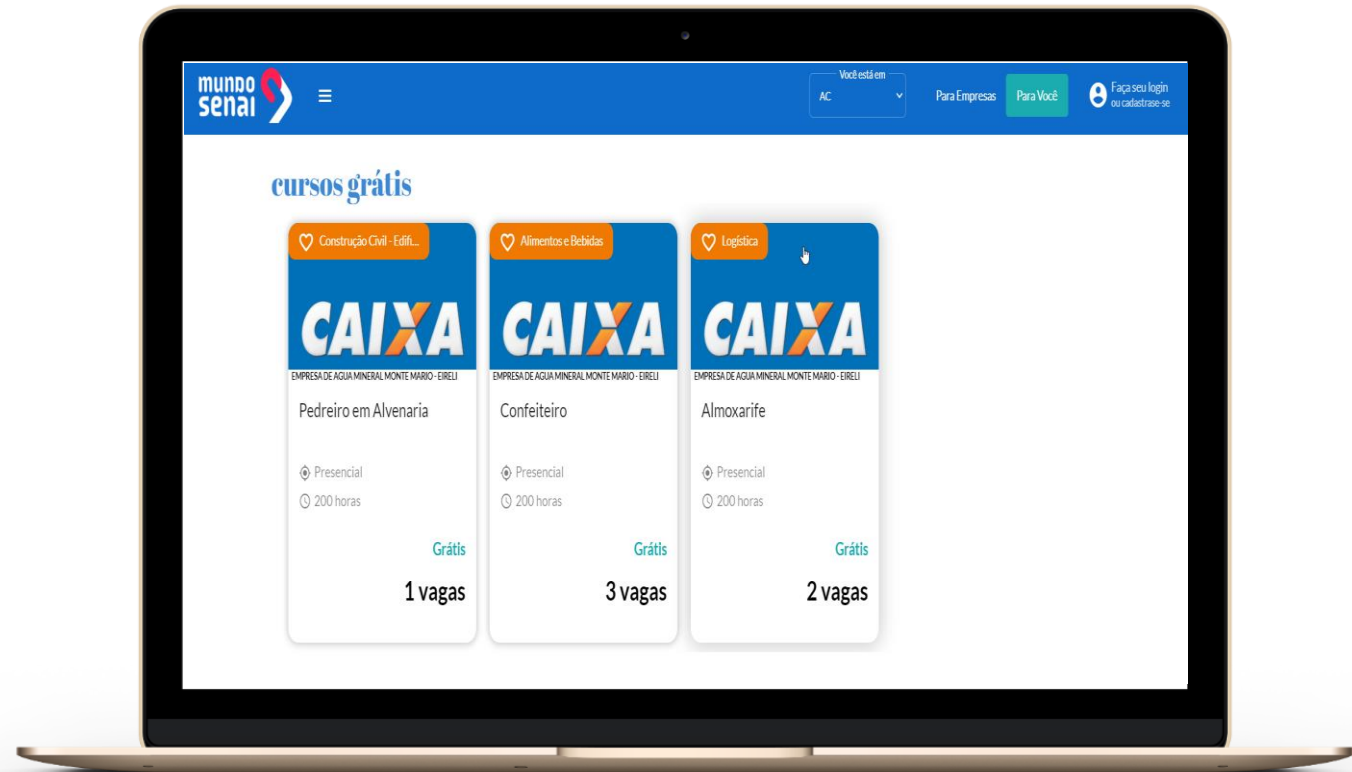 mundo
senai
Você está em
AC
Para Empresas
Para Você
Faça seu login
ou cadastrase-se
cursos grátis
Construção Civil - Edifi...
CAIXA
EMPRESA DE AGUA MINERAL MONTE MARIO - EIRELI
Pedreiro em Alvenaria
Presencial
200 horas
Grátis
1 vagas
Alimentos e Bebidas
CAIXA
EMPRESA DE AGUA MINERAL MONTE MARIO - EIRELI
Confeiteiro
Presencial
200 horas
Grátis
3 vagas
Logística
CAIXA
EMPRESA DE AGUA MINERAL MONTE MARIO - EIRELI
Almoxarife
Presencial
200 horas
Grátis
2 vagas